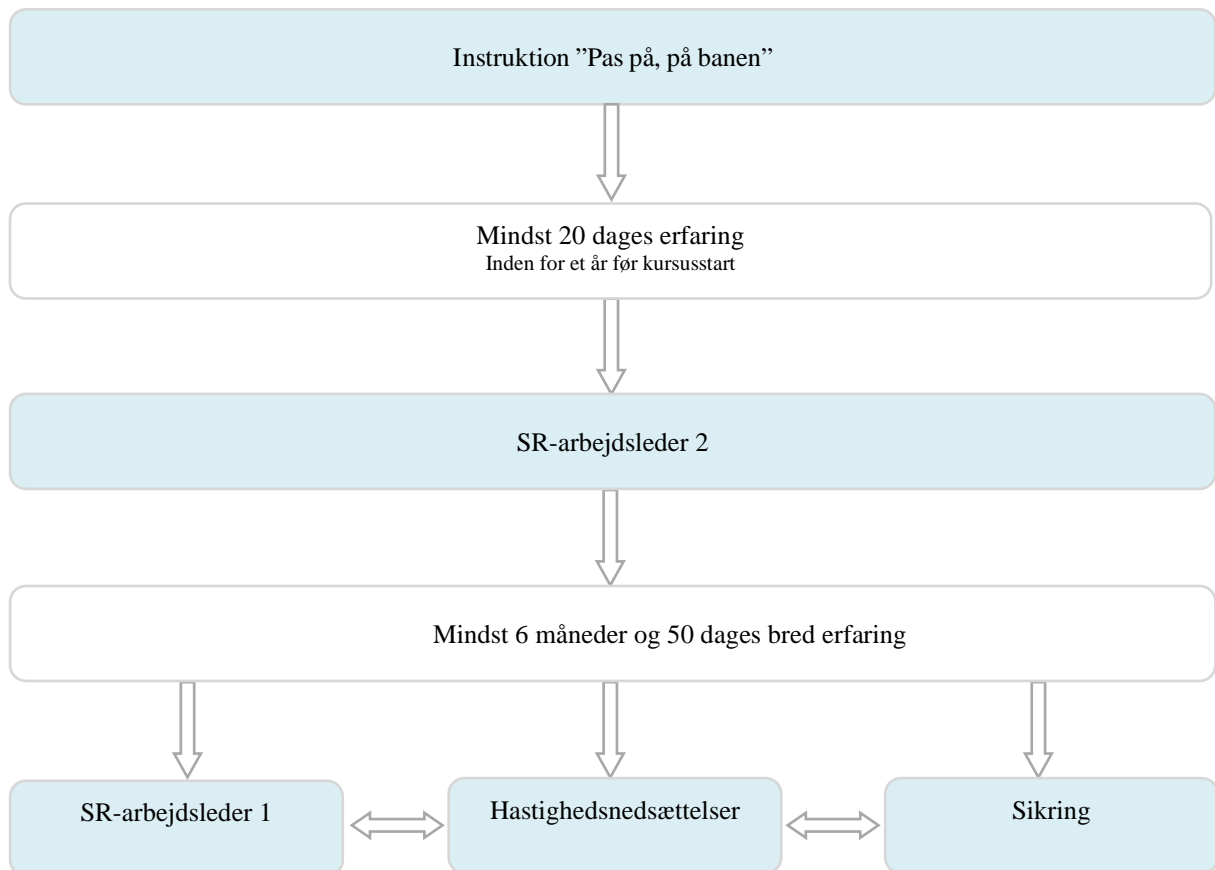 Instruktion ”Pas på, på banen”
Mindst 20 dages erfaring
Inden for et år før kursusstart
SR-arbejdsleder 2
Mindst 6 måneder og 50 dages bred erfaring
SR-arbejdsleder 1
Hastighedsnedsættelser
Sikring